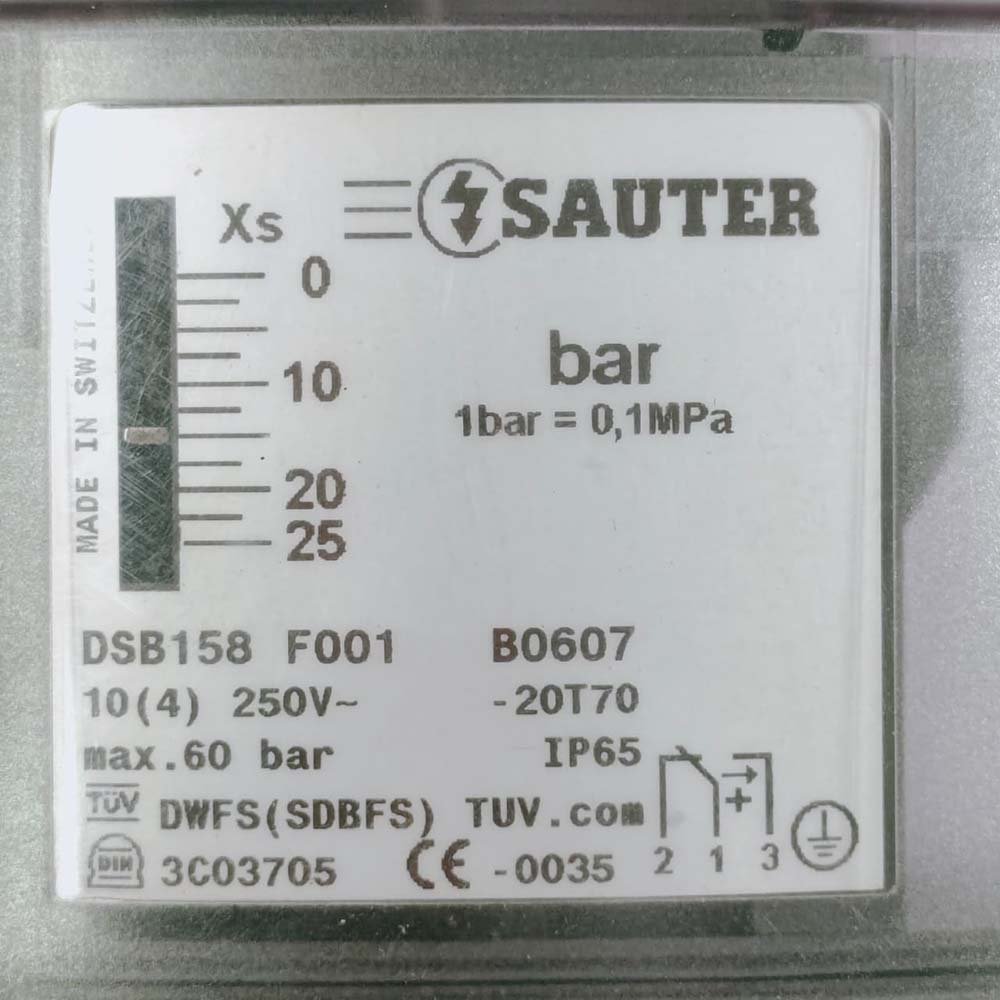 SAUTER
Xs
0
10
20
25
bar
1bar = 0,1MPa
MADE IN
DSB158 F001 B0607
10(4) 250V~ -20T70
max.60 bar IP65
TÜV DWFS(SDBFS) TUV.com
DIN 3C03705 CE -0035
2 1 3
+